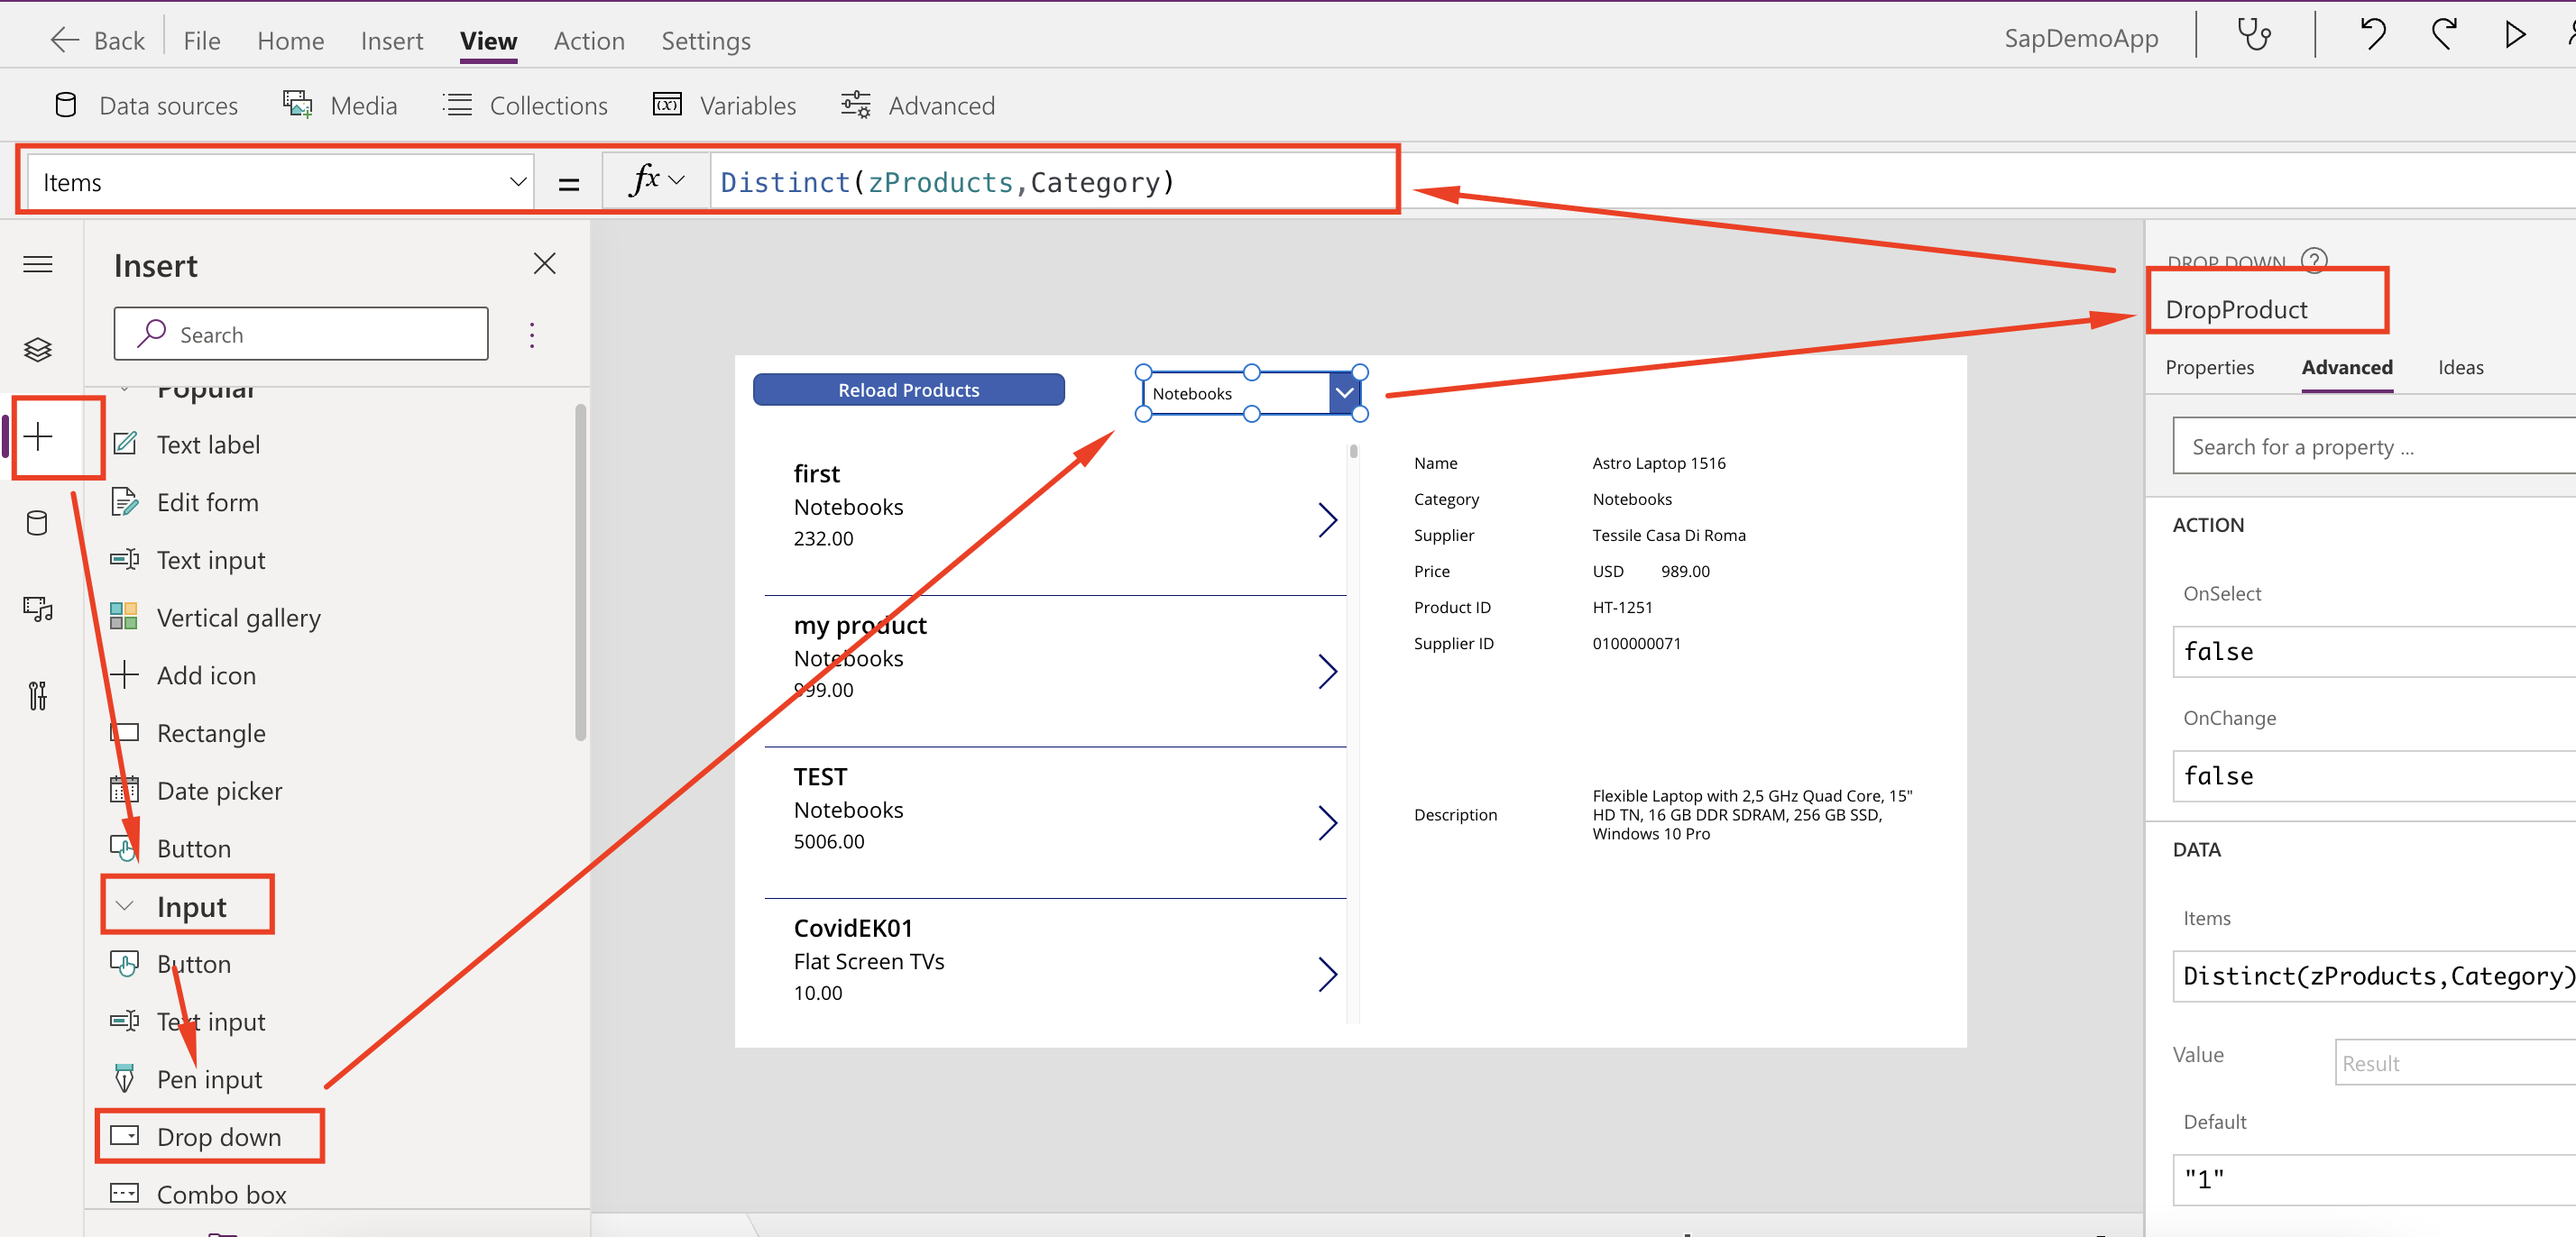 Back File Home Insert View Action Settings SapDemoApp
Data sources Media Collections Variables Advanced
Items = fx Distinct(zProducts,Category)
Insert
Search
Popular
Text label
Edit form
Text input
Vertical gallery
Add icon
Rectangle
Date picker
Button
Input
Button
Text input
Pen input
Drop down
Combo box
Reload Products
Notebooks
first
Notebooks
232.00
my product
Notebooks
999.00
TEST
Notebooks
5006.00
CovidEK01
Flat Screen TVs
10.00
Name Astro Laptop 1516
Category Notebooks
Supplier Tessile Casa Di Roma
Price USD 989.00
Product ID HT-1251
Supplier ID 0100000071
Description
Flexible Laptop with 2,5 GHz Quad Core, 15"
HD TN, 16 GB DDR SDRAM, 256 GB SSD,
Windows 10 Pro
DROP DOWN ?
DropProduct
Properties Advanced Ideas
Search for a property ...
ACTION
OnSelect
false
OnChange
false
DATA
Items
Distinct(zProducts,Category)
Value Result
Default
"1"